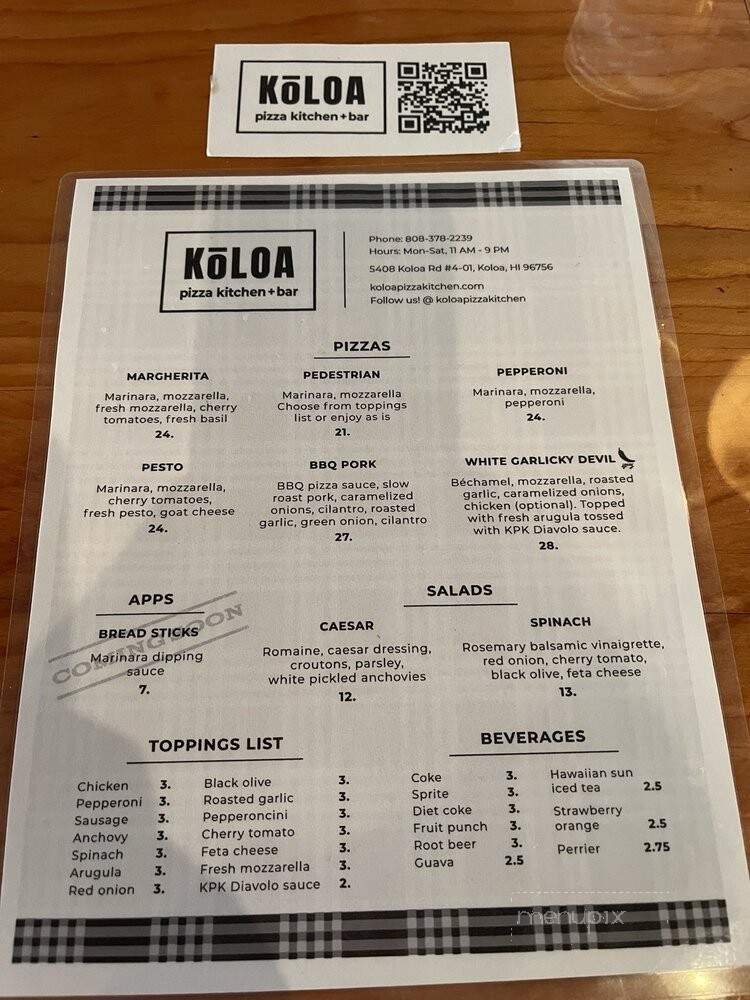 KōLOA
pizza kitchen + bar
KōLOA
pizza kitchen + bar
Phone: 808-378-2239
Hours: Mon-Sat, 11 AM - 9 PM
5408 Koloa Rd #4-01, Koloa, HI 96756
koloapizzakitchen.com
Follow us! @ koloapizzakitchen
PIZZAS
MARGHERITA
Marinara, mozzarella,
fresh mozzarella, cherry
tomatoes, fresh basil
24.
PEDESTRIAN
Marinara, mozzarella
Choose from toppings
list or enjoy as is
21.
PEPPERONI
Marinara, mozzarella,
pepperoni
24.
PESTO
Marinara, mozzarella,
cherry tomatoes,
fresh pesto, goat cheese
24.
BBQ PORK
BBQ pizza sauce, slow
roast pork, caramelized
onions, cilantro, roasted
garlic, green onion, cilantro
27.
WHITE GARLICKY DEVIL
Béchamel, mozzarella, roasted
garlic, caramelized onions,
chicken (optional). Topped
with fresh arugula tossed
with KPK Diavolo sauce.
28.
APPS
BREAD STICKS
Marinara dipping
sauce
7.
COMING SOON
SALADS
CAESAR
Romaine, caesar dressing,
croutons, parsley,
white pickled anchovies
12.
SPINACH
Rosemary balsamic vinaigrette,
red onion, cherry tomato,
black olive, feta cheese
13.
TOPPINGS LIST
Chicken 3.
Pepperoni 3.
Sausage 3.
Anchovy 3.
Spinach 3.
Arugula 3.
Red onion 3.
Black olive 3.
Roasted garlic 3.
Pepperoncini 3.
Cherry tomato 3.
Feta cheese 3.
Fresh mozzarella 3.
KPK Diavolo sauce 2.
BEVERAGES
Coke 3.
Sprite 3.
Diet coke 3.
Fruit punch 3.
Root beer 3.
Guava 2.5
Hawaiian sun
iced tea 2.5
Strawberry
orange 2.5
Perrier 2.75
menupix